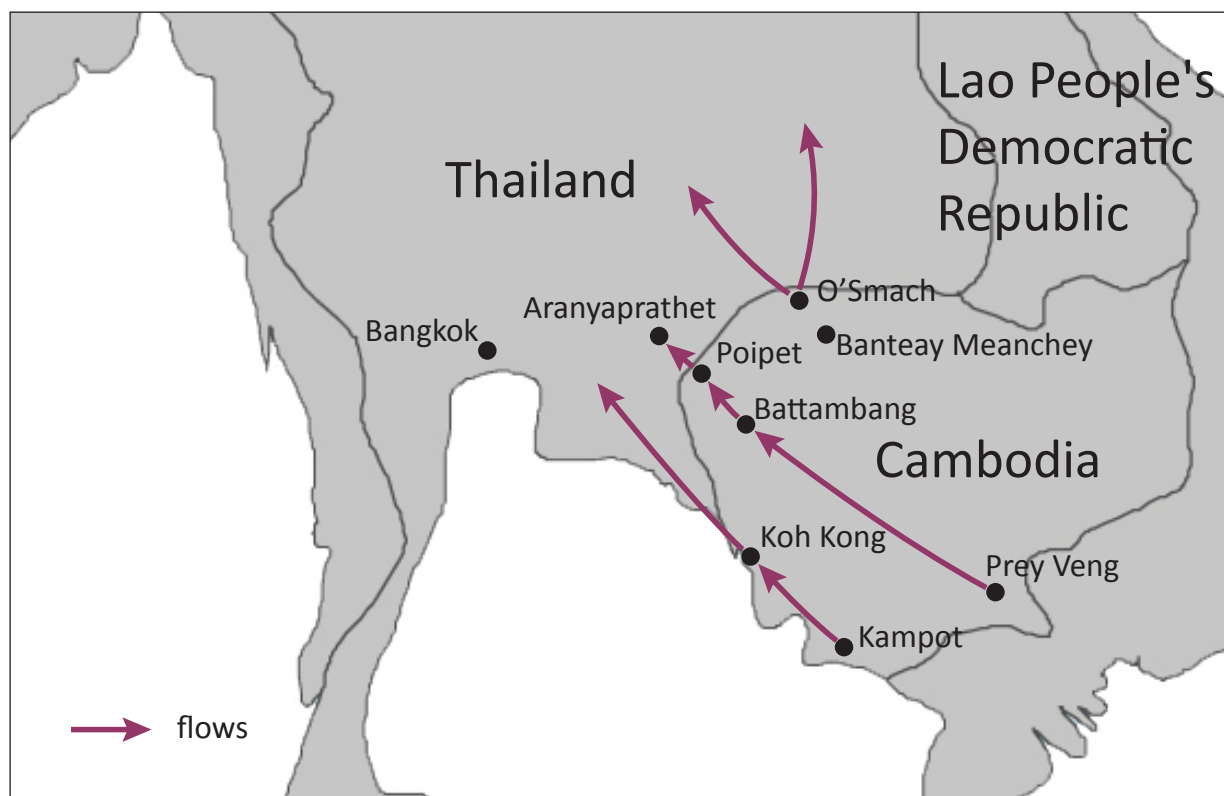 Lao People's
Democratic
Republic
Thailand
O’Smach
Aranyaprathet
Bangkok
Banteay Meanchey
Poipet
Battambang
Cambodia
Koh Kong
Prey Veng
Kampot
flows